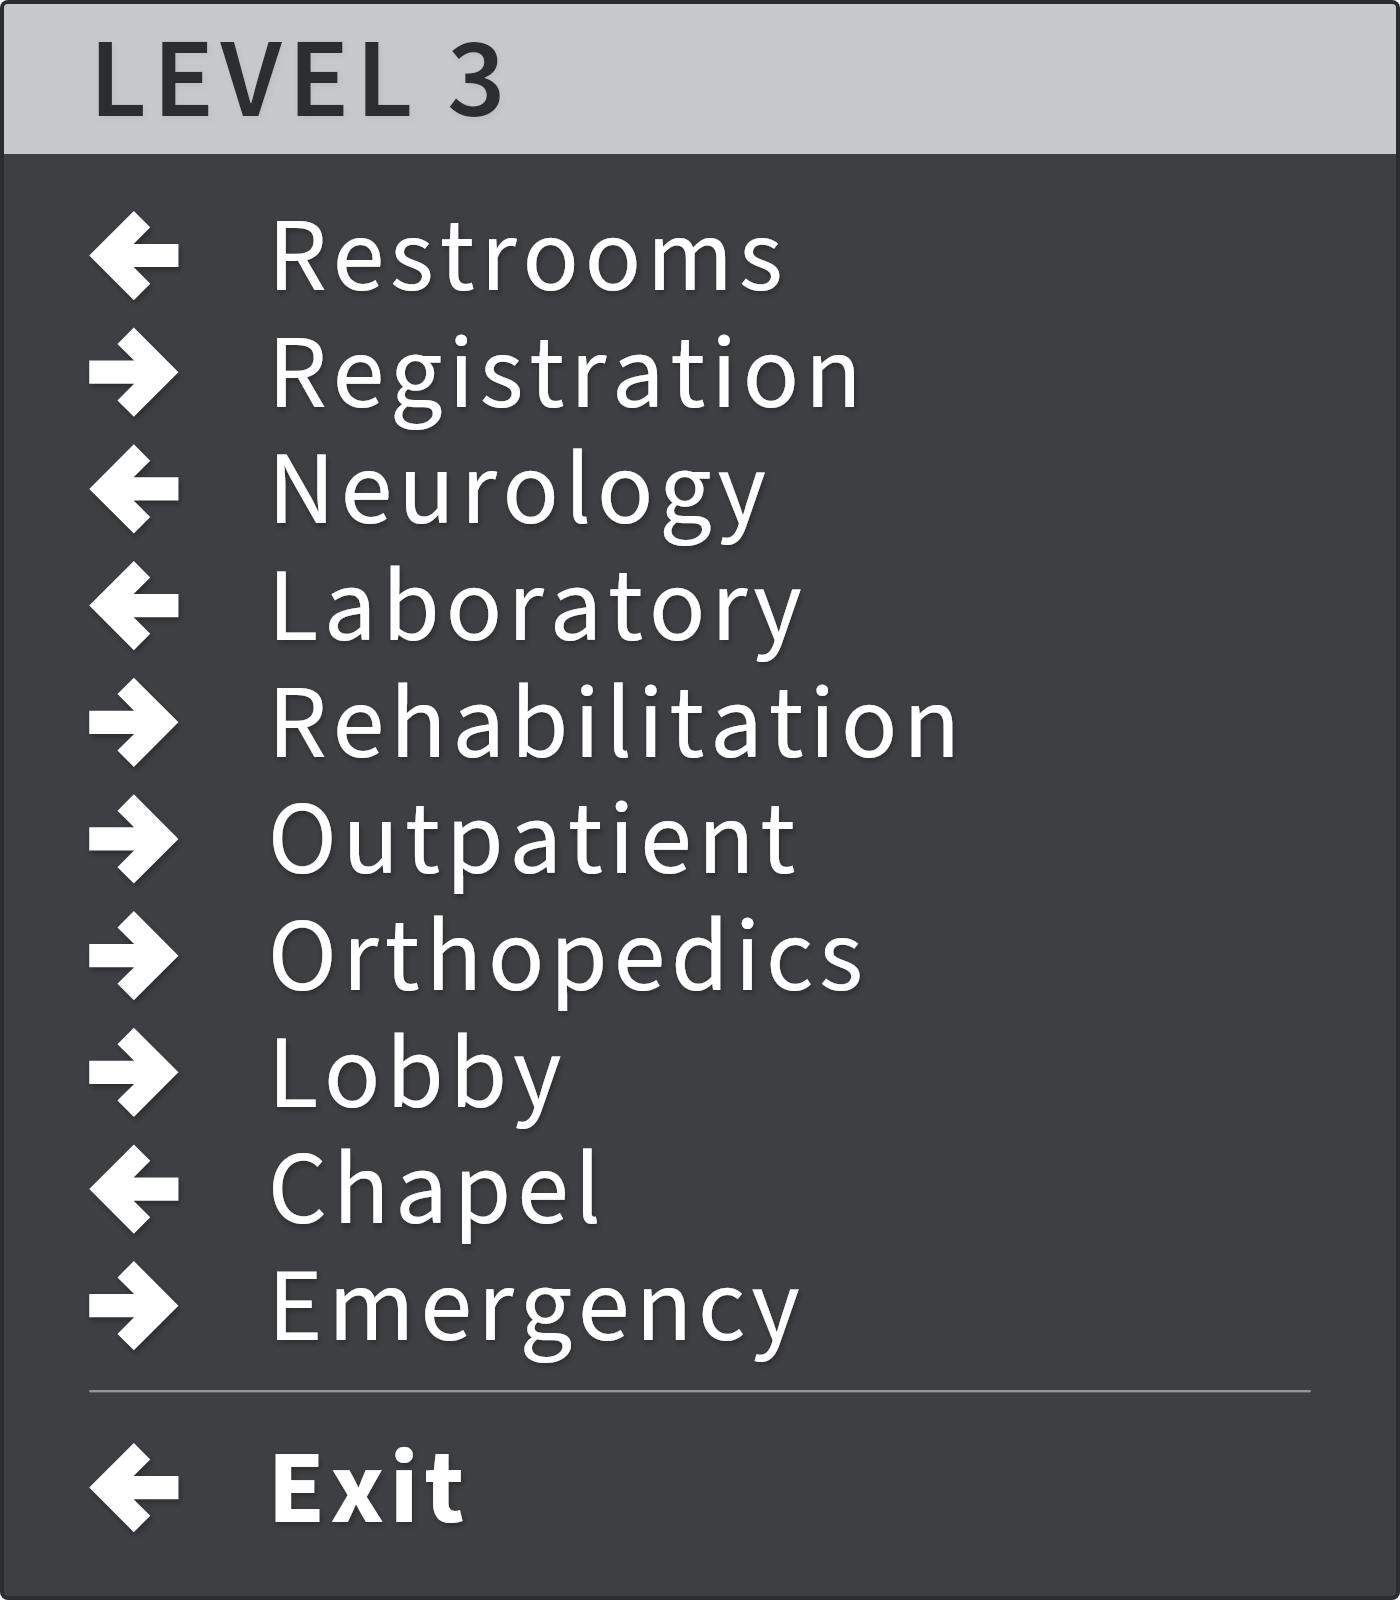 LEVEL 3
Restrooms
Registration
Neurology
Laboratory
Rehabilitation
Outpatient
Orthopedics
Lobby
Chapel
Emergency
Exit